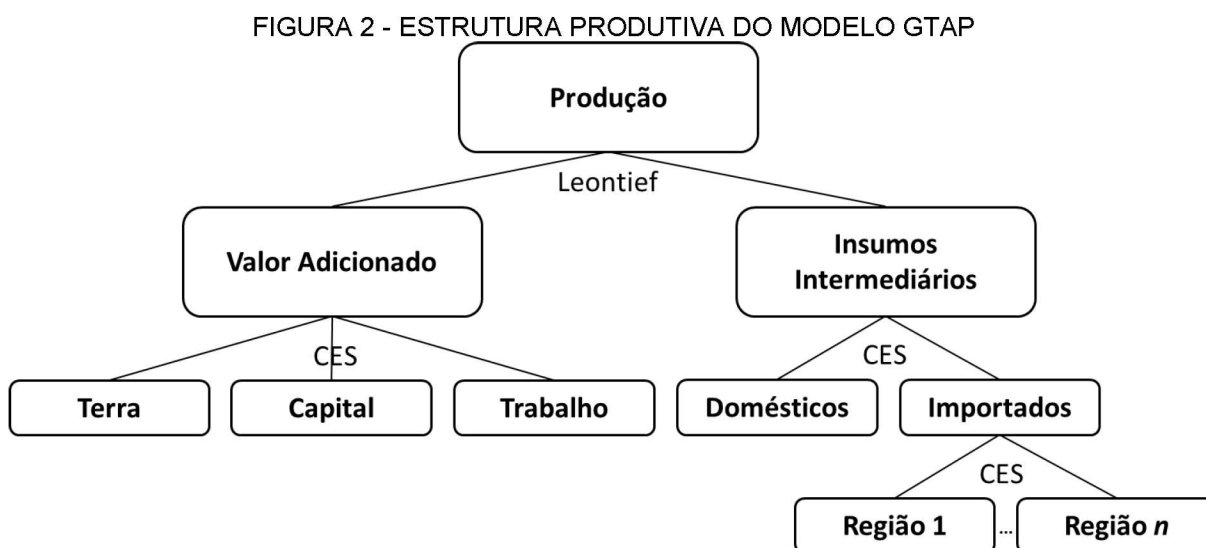 FIGURA 2 - ESTRUTURA PRODUTIVA DO MODELO GTAP
Produção
Leontief
Valor Adicionado
Insumos
Intermediários
CES
CES
Terra
Capital
Trabalho
Domésticos
Importados
CES
Região 1
...
Região n